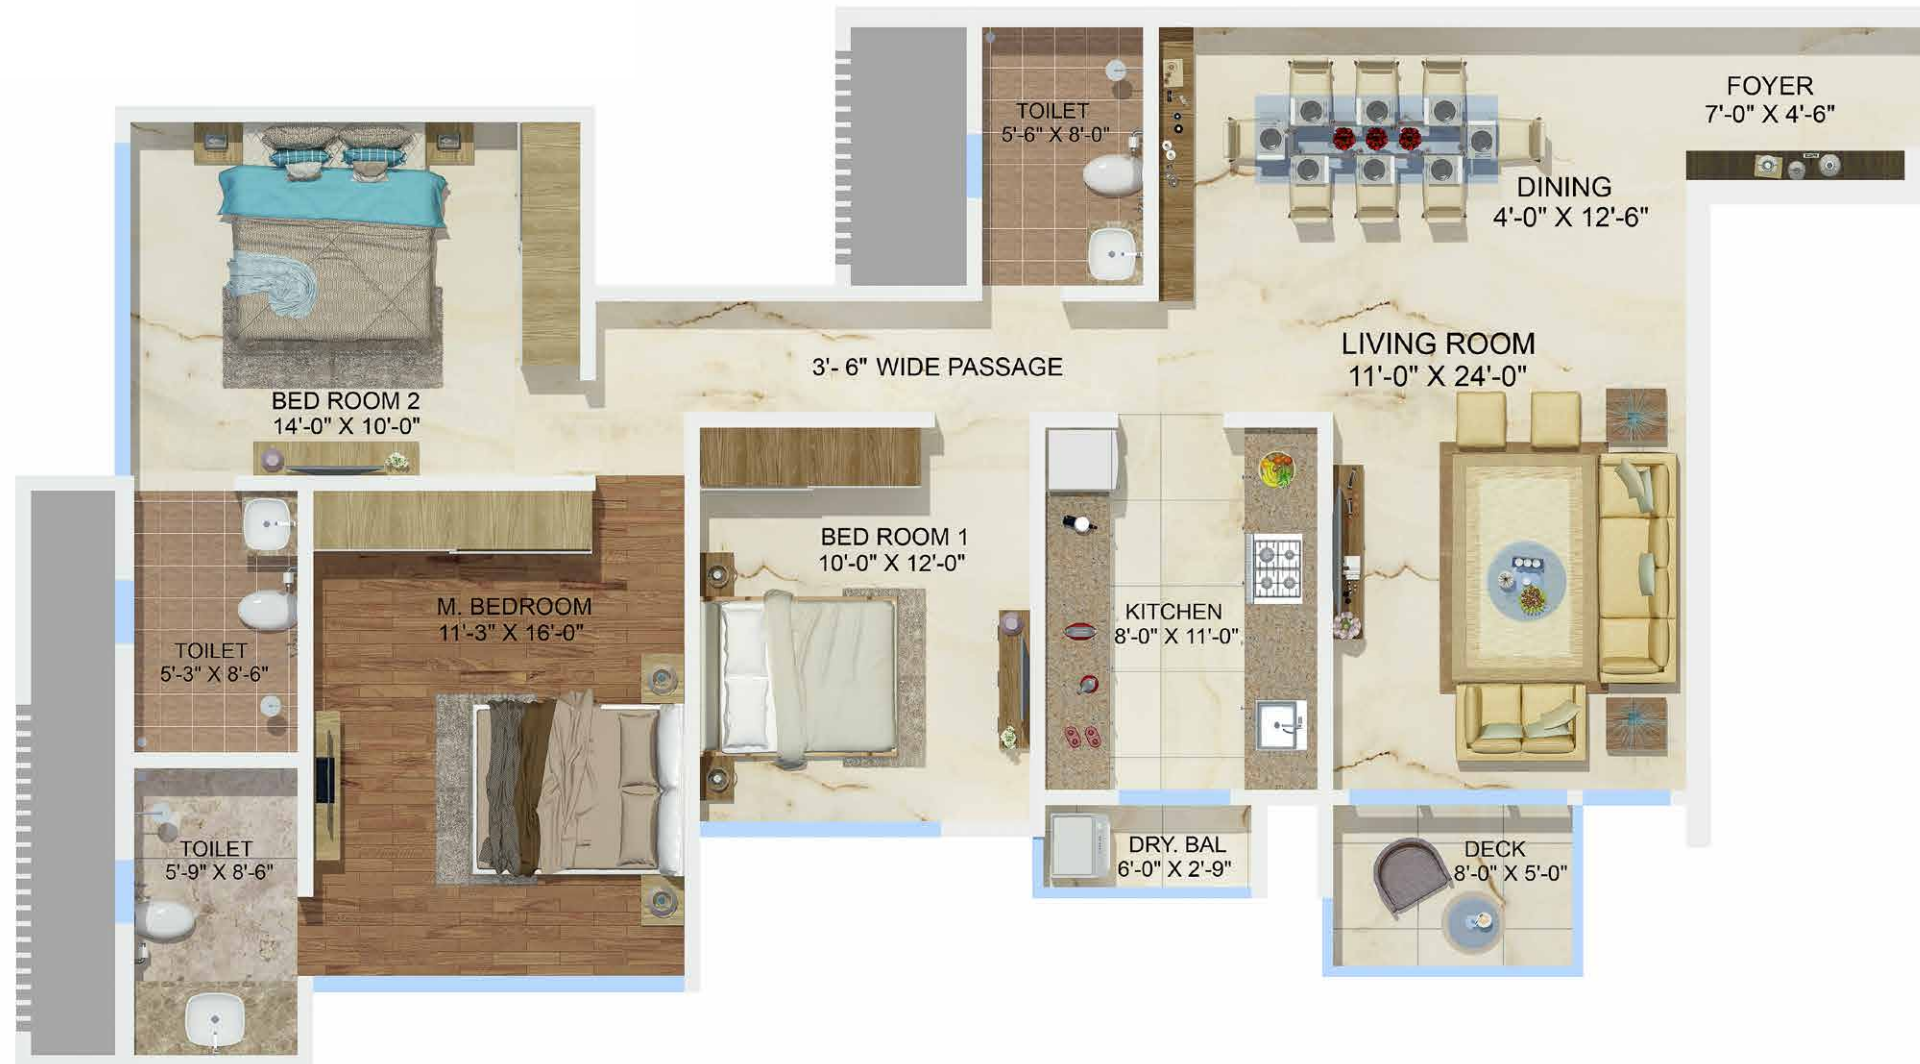 FOYER
7'-0" X 4'-6"
TOILET
5'-6" X 8'-0"
DINING
4'-0" X 12'-6"
LIVING ROOM
11'-0" X 24'-0"
3'- 6" WIDE PASSAGE
BED ROOM 2
14'-0" X 10'-0"
BED ROOM 1
10'-0" X 12'-0"
M. BEDROOM
11'-3" X 16'-0"
KITCHEN
8'-0" X 11'-0"
TOILET
5'-3" X 8'-6"
TOILET
5'-9" X 8'-6"
DRY. BAL
6'-0" X 2'-9"
DECK
8'-0" X 5'-0"